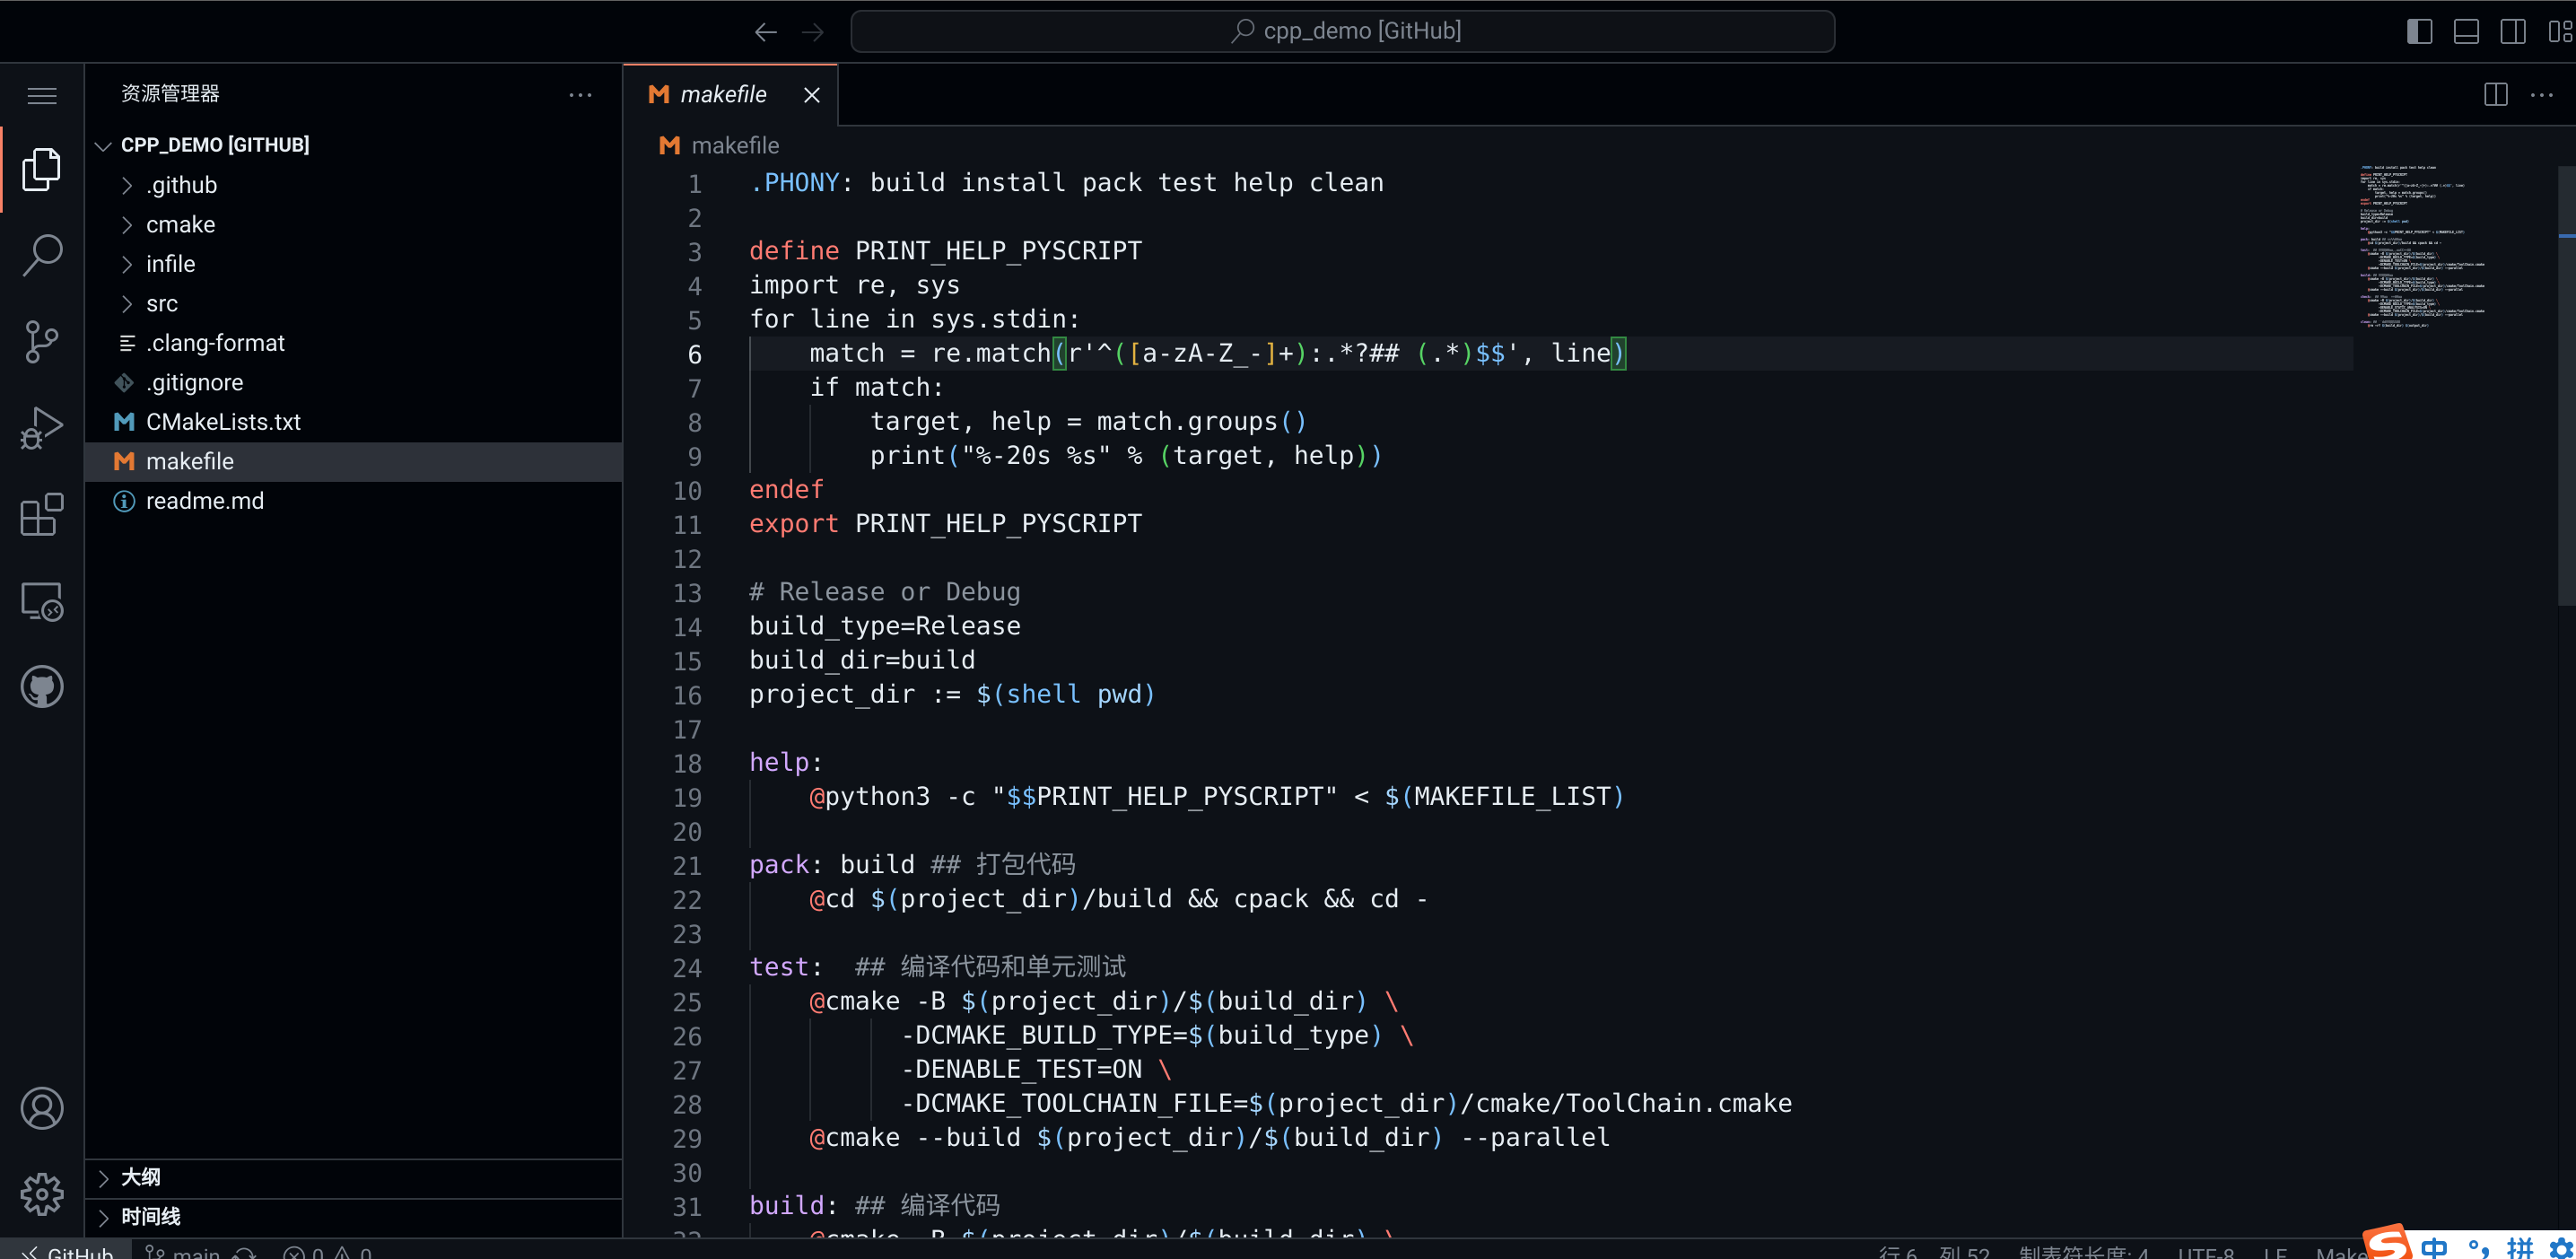 cpp_demo [GitHub]
资源管理器
CPP_DEMO [GITHUB]
.github
cmake
infile
src
.clang-format
.gitignore
CMakeLists.txt
makefile
readme.md
大纲
时间线
makefile
makefile
1 .PHONY: build install pack test help clean
2
3 define PRINT_HELP_PYSCRIPT
4 import re, sys
5 for line in sys.stdin:
6     match = re.match(r'^([a-zA-Z_-]+):.*?## (.*)$$', line)
7     if match:
8         target, help = match.groups()
9         print("%-20s %s" % (target, help))
10 endef
11 export PRINT_HELP_PYSCRIPT
12
13 # Release or Debug
14 build_type=Release
15 build_dir=build
16 project_dir := $(shell pwd)
17
18 help:
19     @python3 -c "$$PRINT_HELP_PYSCRIPT" < $(MAKEFILE_LIST)
20
21 pack: build ## 打包代码
22     @cd $(project_dir)/build && cpack && cd -
23
24 test:  ## 编译代码和单元测试
25     @cmake -B $(project_dir)/$(build_dir) \
26           -DCMAKE_BUILD_TYPE=$(build_type) \
27           -DENABLE_TEST=ON \
28           -DCMAKE_TOOLCHAIN_FILE=$(project_dir)/cmake/ToolChain.cmake
29     @cmake --build $(project_dir)/$(build_dir) --parallel
30
31 build: ## 编译代码
32     @cmake -B $(project_dir)/$(build_dir) \
GitHub main 0 0 行 6，列 52 制表符长度: 4 UTF-8 LF Make
中 拼